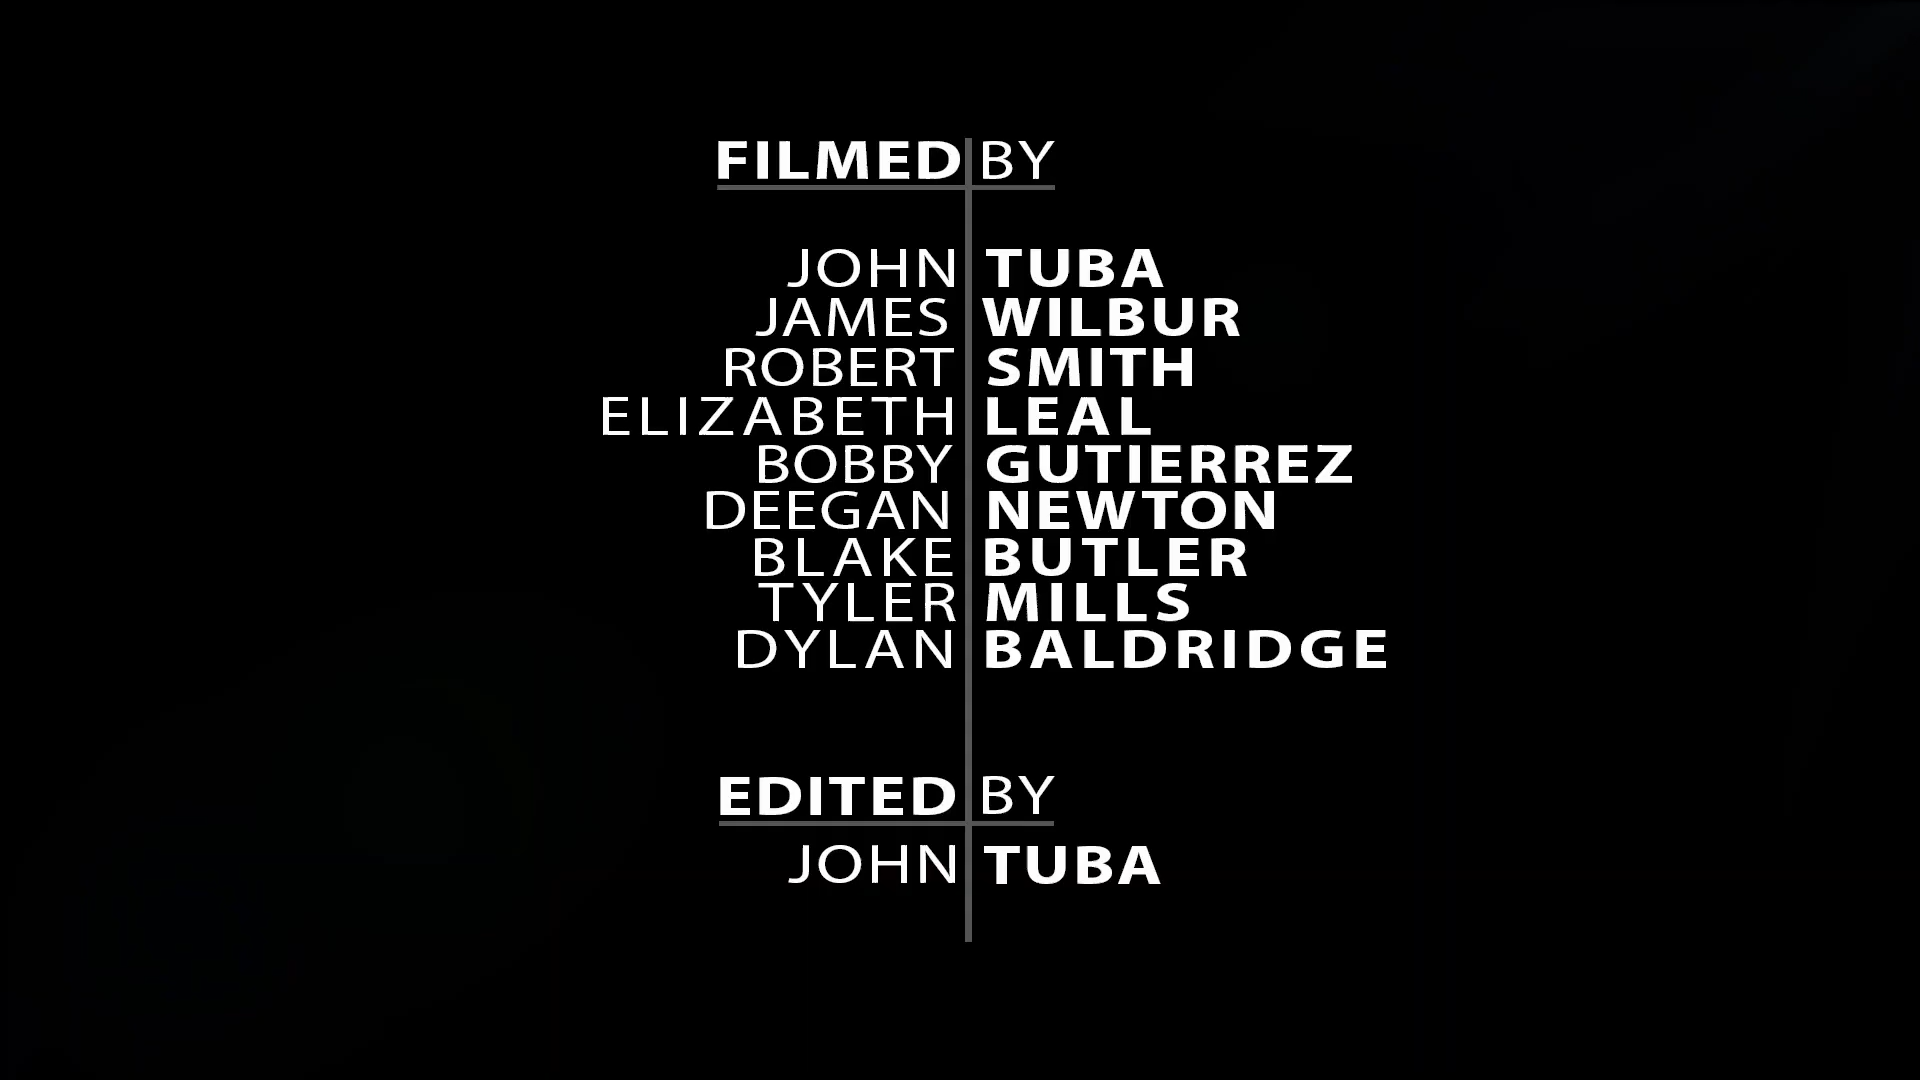 FILMED BY
JOHN TUBA
JAMES WILBUR
ROBERT SMITH
ELIZABETH LEAL
BOBBY GUTIERREZ
DEEGAN NEWTON
BLAKE BUTLER
TYLER MILLS
DYLAN BALDRIDGE
EDITED BY
JOHN TUBA